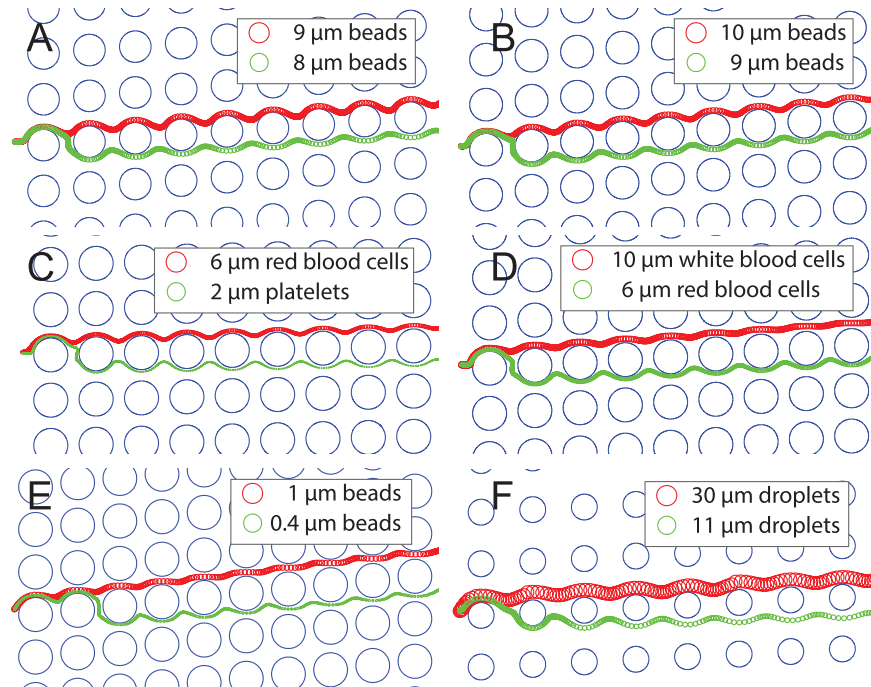 A
9 µm beads
8 µm beads
B
10 µm beads
9 µm beads
C
6 µm red blood cells
2 µm platelets
D
10 µm white blood cells
6 µm red blood cells
E
1 µm beads
0.4 µm beads
F
30 µm droplets
11 µm droplets